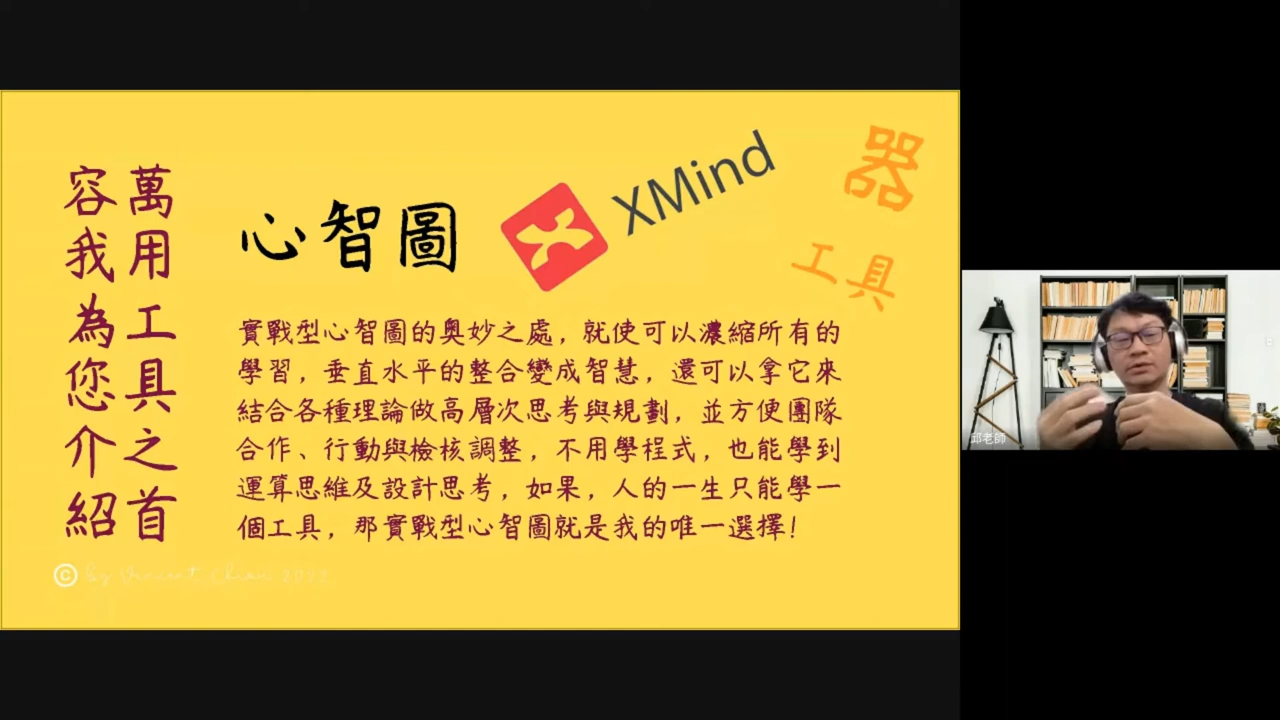 容我為您介紹
萬用工具之首
心智圖
XMind
器
工具
實戰型心智圖的奧妙之處，就使可以濃縮所有的
學習，垂直水平的整合變成智慧，還可以拿它來
結合各種理論做高層次思考與規劃，並方便團隊
合作、行動與檢核調整，不用學程式，也能學到
運算思維及設計思考，如果，人的一生只能學一
個工具，那實戰型心智圖就是我的唯一選擇！
© by Vincent Chiou 2022
邱老師